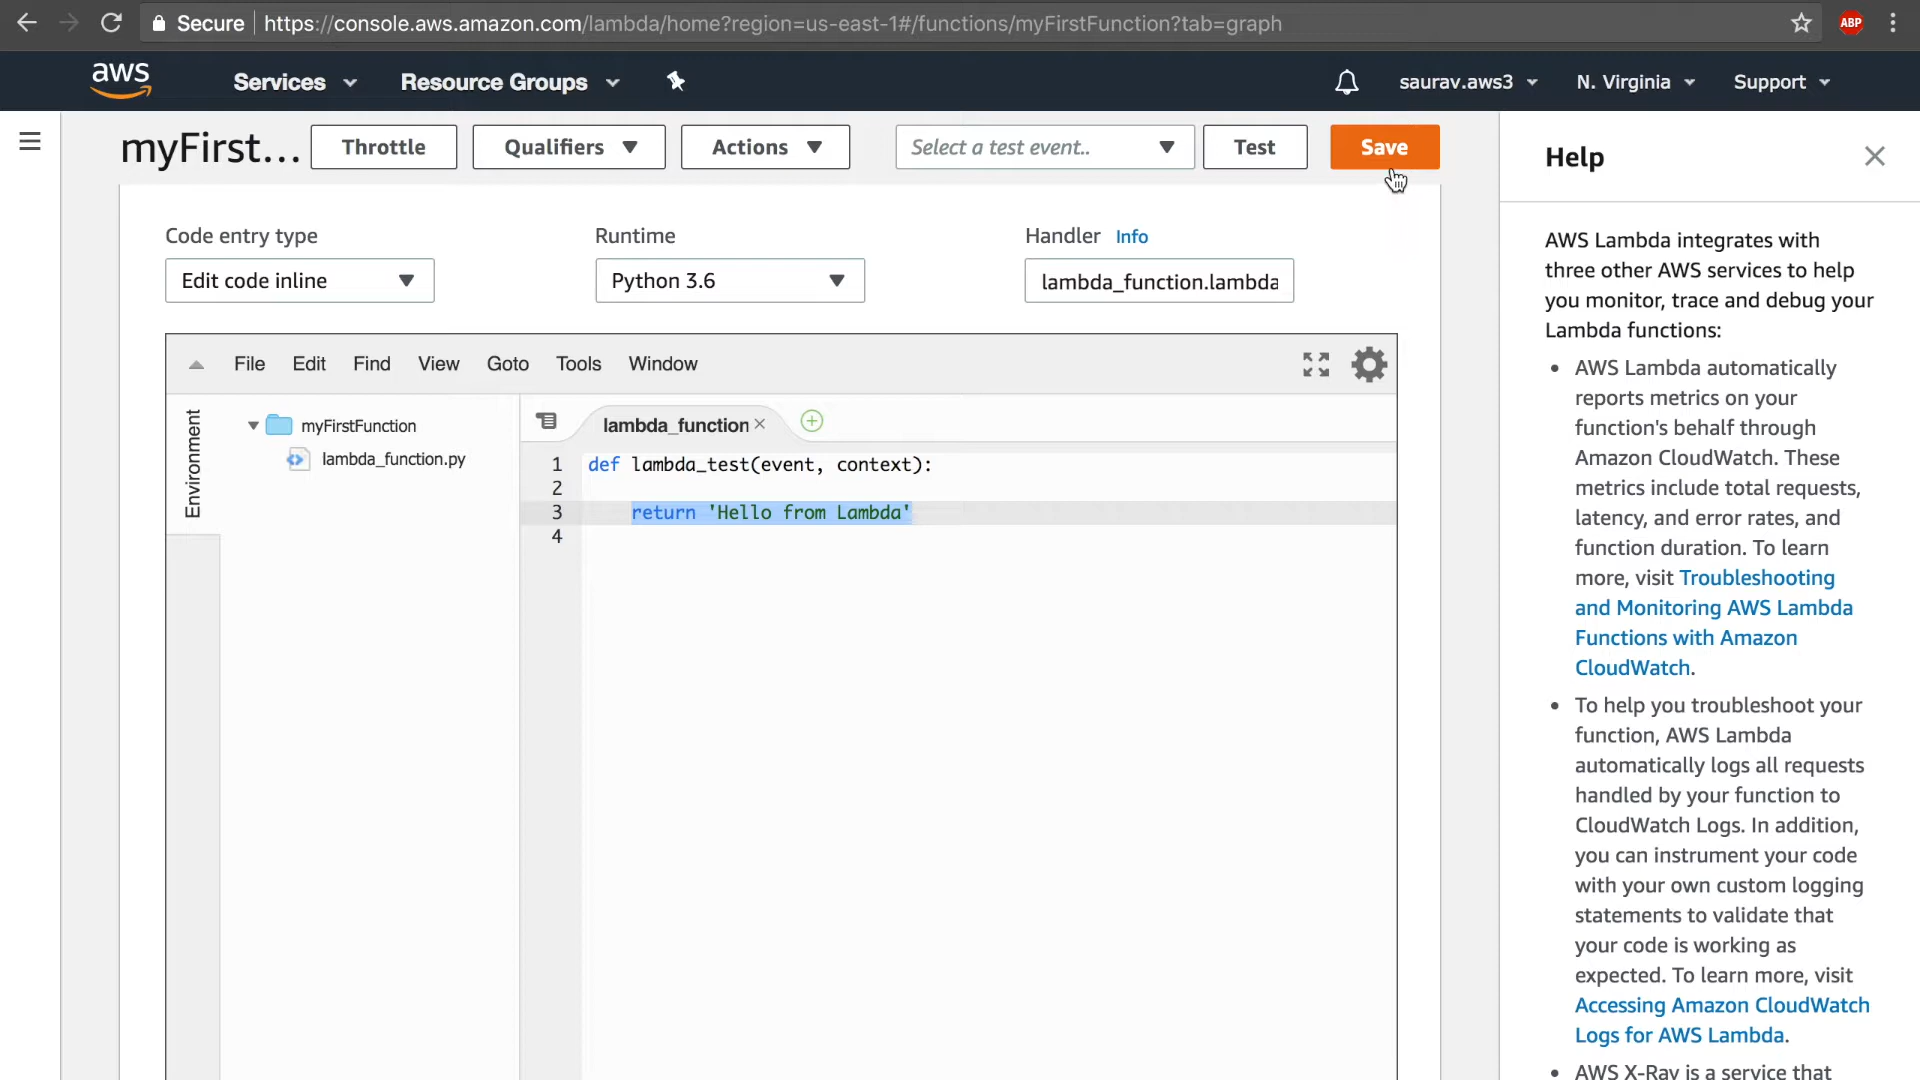 Secure https://console.aws.amazon.com/lambda/home?region=us-east-1#/functions/myFirstFunction?tab=graph
ABP
aws Services Resource Groups saurav.aws3 N. Virginia Support
myFirst... Throttle Qualifiers Actions Select a test event.. Test Save
Code entry type Runtime Handler Info
Edit code inline Python 3.6 lambda_function.lambda
File Edit Find View Goto Tools Window
Environment
myFirstFunction
lambda_function.py
lambda_function
1 def lambda_test(event, context):
2
3 return 'Hello from Lambda'
4
Help
AWS Lambda integrates with
three other AWS services to help
you monitor, trace and debug your
Lambda functions:
• AWS Lambda automatically
reports metrics on your
function's behalf through
Amazon CloudWatch. These
metrics include total requests,
latency, and error rates, and
function duration. To learn
more, visit Troubleshooting
and Monitoring AWS Lambda
Functions with Amazon
CloudWatch.
• To help you troubleshoot your
function, AWS Lambda
automatically logs all requests
handled by your function to
CloudWatch Logs. In addition,
you can instrument your code
with your own custom logging
statements to validate that
your code is working as
expected. To learn more, visit
Accessing Amazon CloudWatch
Logs for AWS Lambda.
• AWS X-Ray is a service that